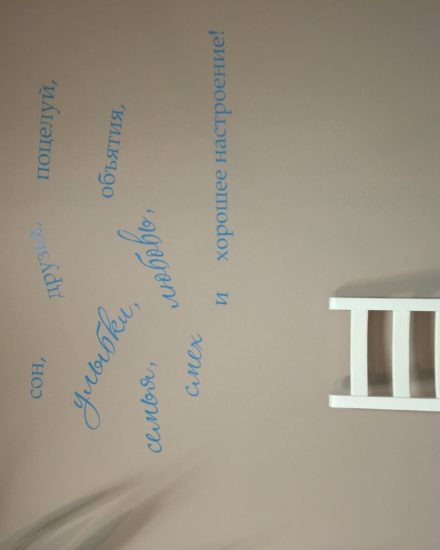 сон, друзья, поцелуй,
улыбки, объятия,
семья, любовь,
смех
и хорошее настроение!